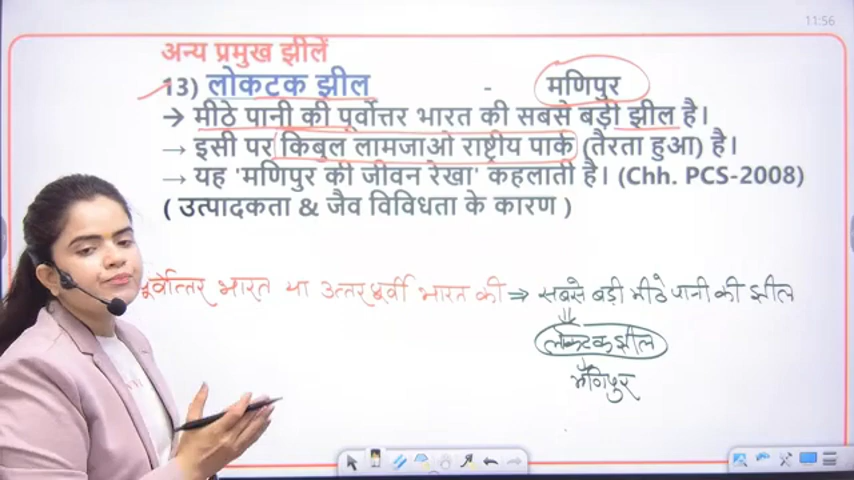 11:56
अन्य प्रमुख झीलें
13) लोकटक झील - मणिपुर
→ मीठे पानी की पूर्वोत्तर भारत की सबसे बड़ी झील है।
→ इसी पर किबुल लामजाओ राष्ट्रीय पार्क (तैरता हुआ) है।
→ यह 'मणिपुर की जीवन रेखा' कहलाती है। (Chh. PCS-2008)
( उत्पादकता & जैव विविधता के कारण )
पूर्वोत्तर भारत या उत्तर पूर्वी भारत की ⇒ सबसे बड़ी मीठे पानी की झील
लोकटक झील
मणिपुर